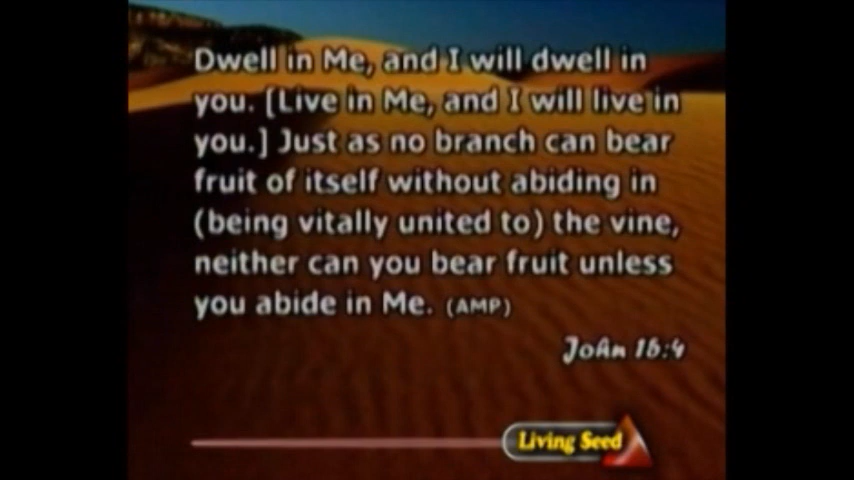 Dwell in Me, and I will dwell in
you. [Live in Me, and I will live in
you.] Just as no branch can bear
fruit of itself without abiding in
(being vitally united to) the vine,
neither can you bear fruit unless
you abide in Me. (AMP)
John 15:4
Living Seed